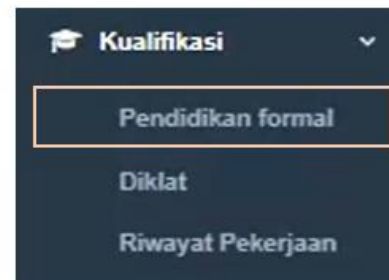 Kualifikasi
Pendidikan formal
Diklat
Riwayat Pekerjaan